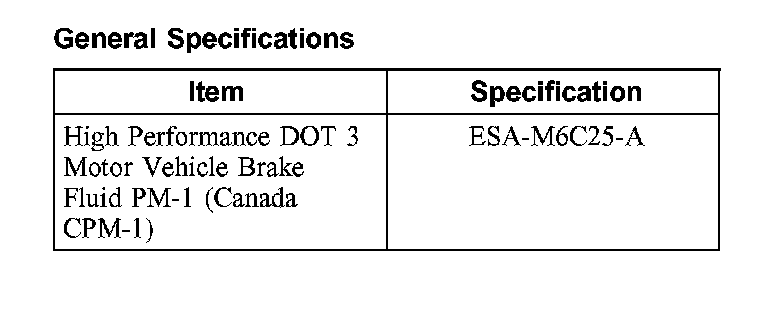 General Specifications
Item Specification
High Performance DOT 3 ESA-M6C25-A
Motor Vehicle Brake
Fluid PM-1 (Canada
CPM-1)